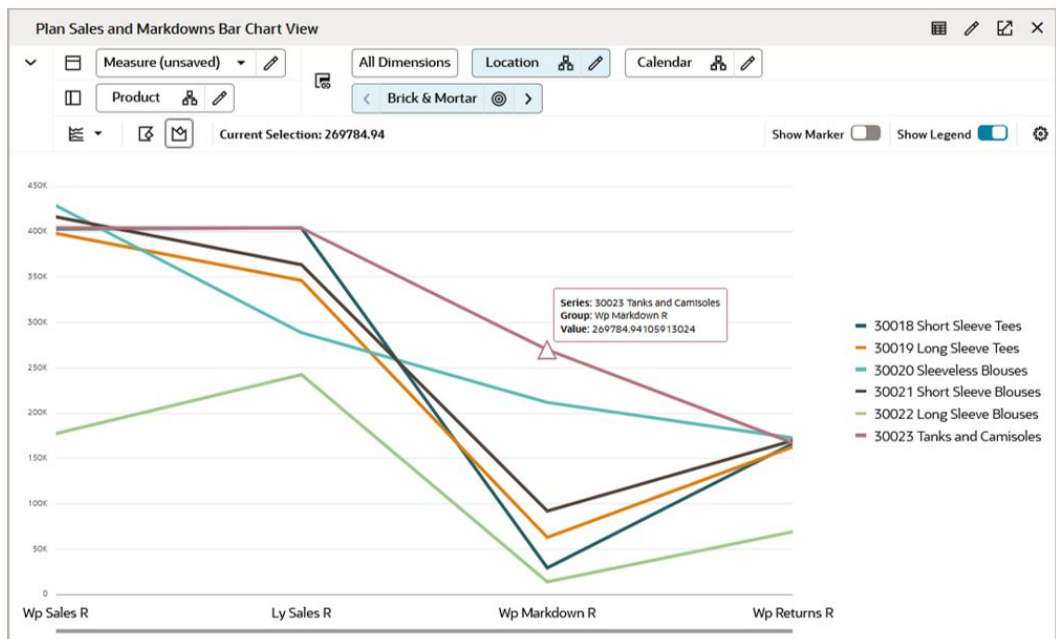 Plan Sales and Markdowns Bar Chart View
Measure (unsaved)
All Dimensions
Location
Calendar
Product
Brick & Mortar
Current Selection: 269784.94
Show Marker
Show Legend
450K
400K
350K
300K
250K
200K
150K
100K
50K
0
Series: 30023 Tanks and Camisoles
Group: Wp Markdown R
Value: 269784.94105913024
30018 Short Sleeve Tees
30019 Long Sleeve Tees
30020 Sleeveless Blouses
30021 Short Sleeve Blouses
30022 Long Sleeve Blouses
30023 Tanks and Camisoles
Wp Sales R
Ly Sales R
Wp Markdown R
Wp Returns R